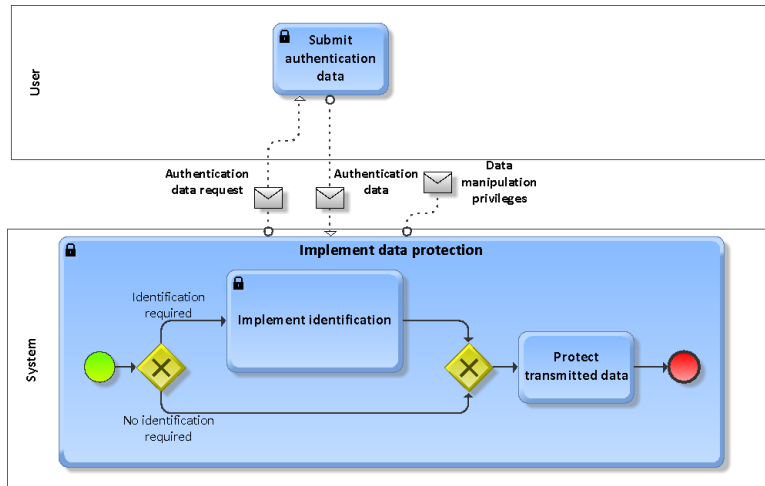 Submit
authentication
data
User
Authentication
data request
Authentication
data
Data
manipulation
privileges
Implement data protection
Identification
required
Implement identification
System
Protect
transmitted data
No identification
required